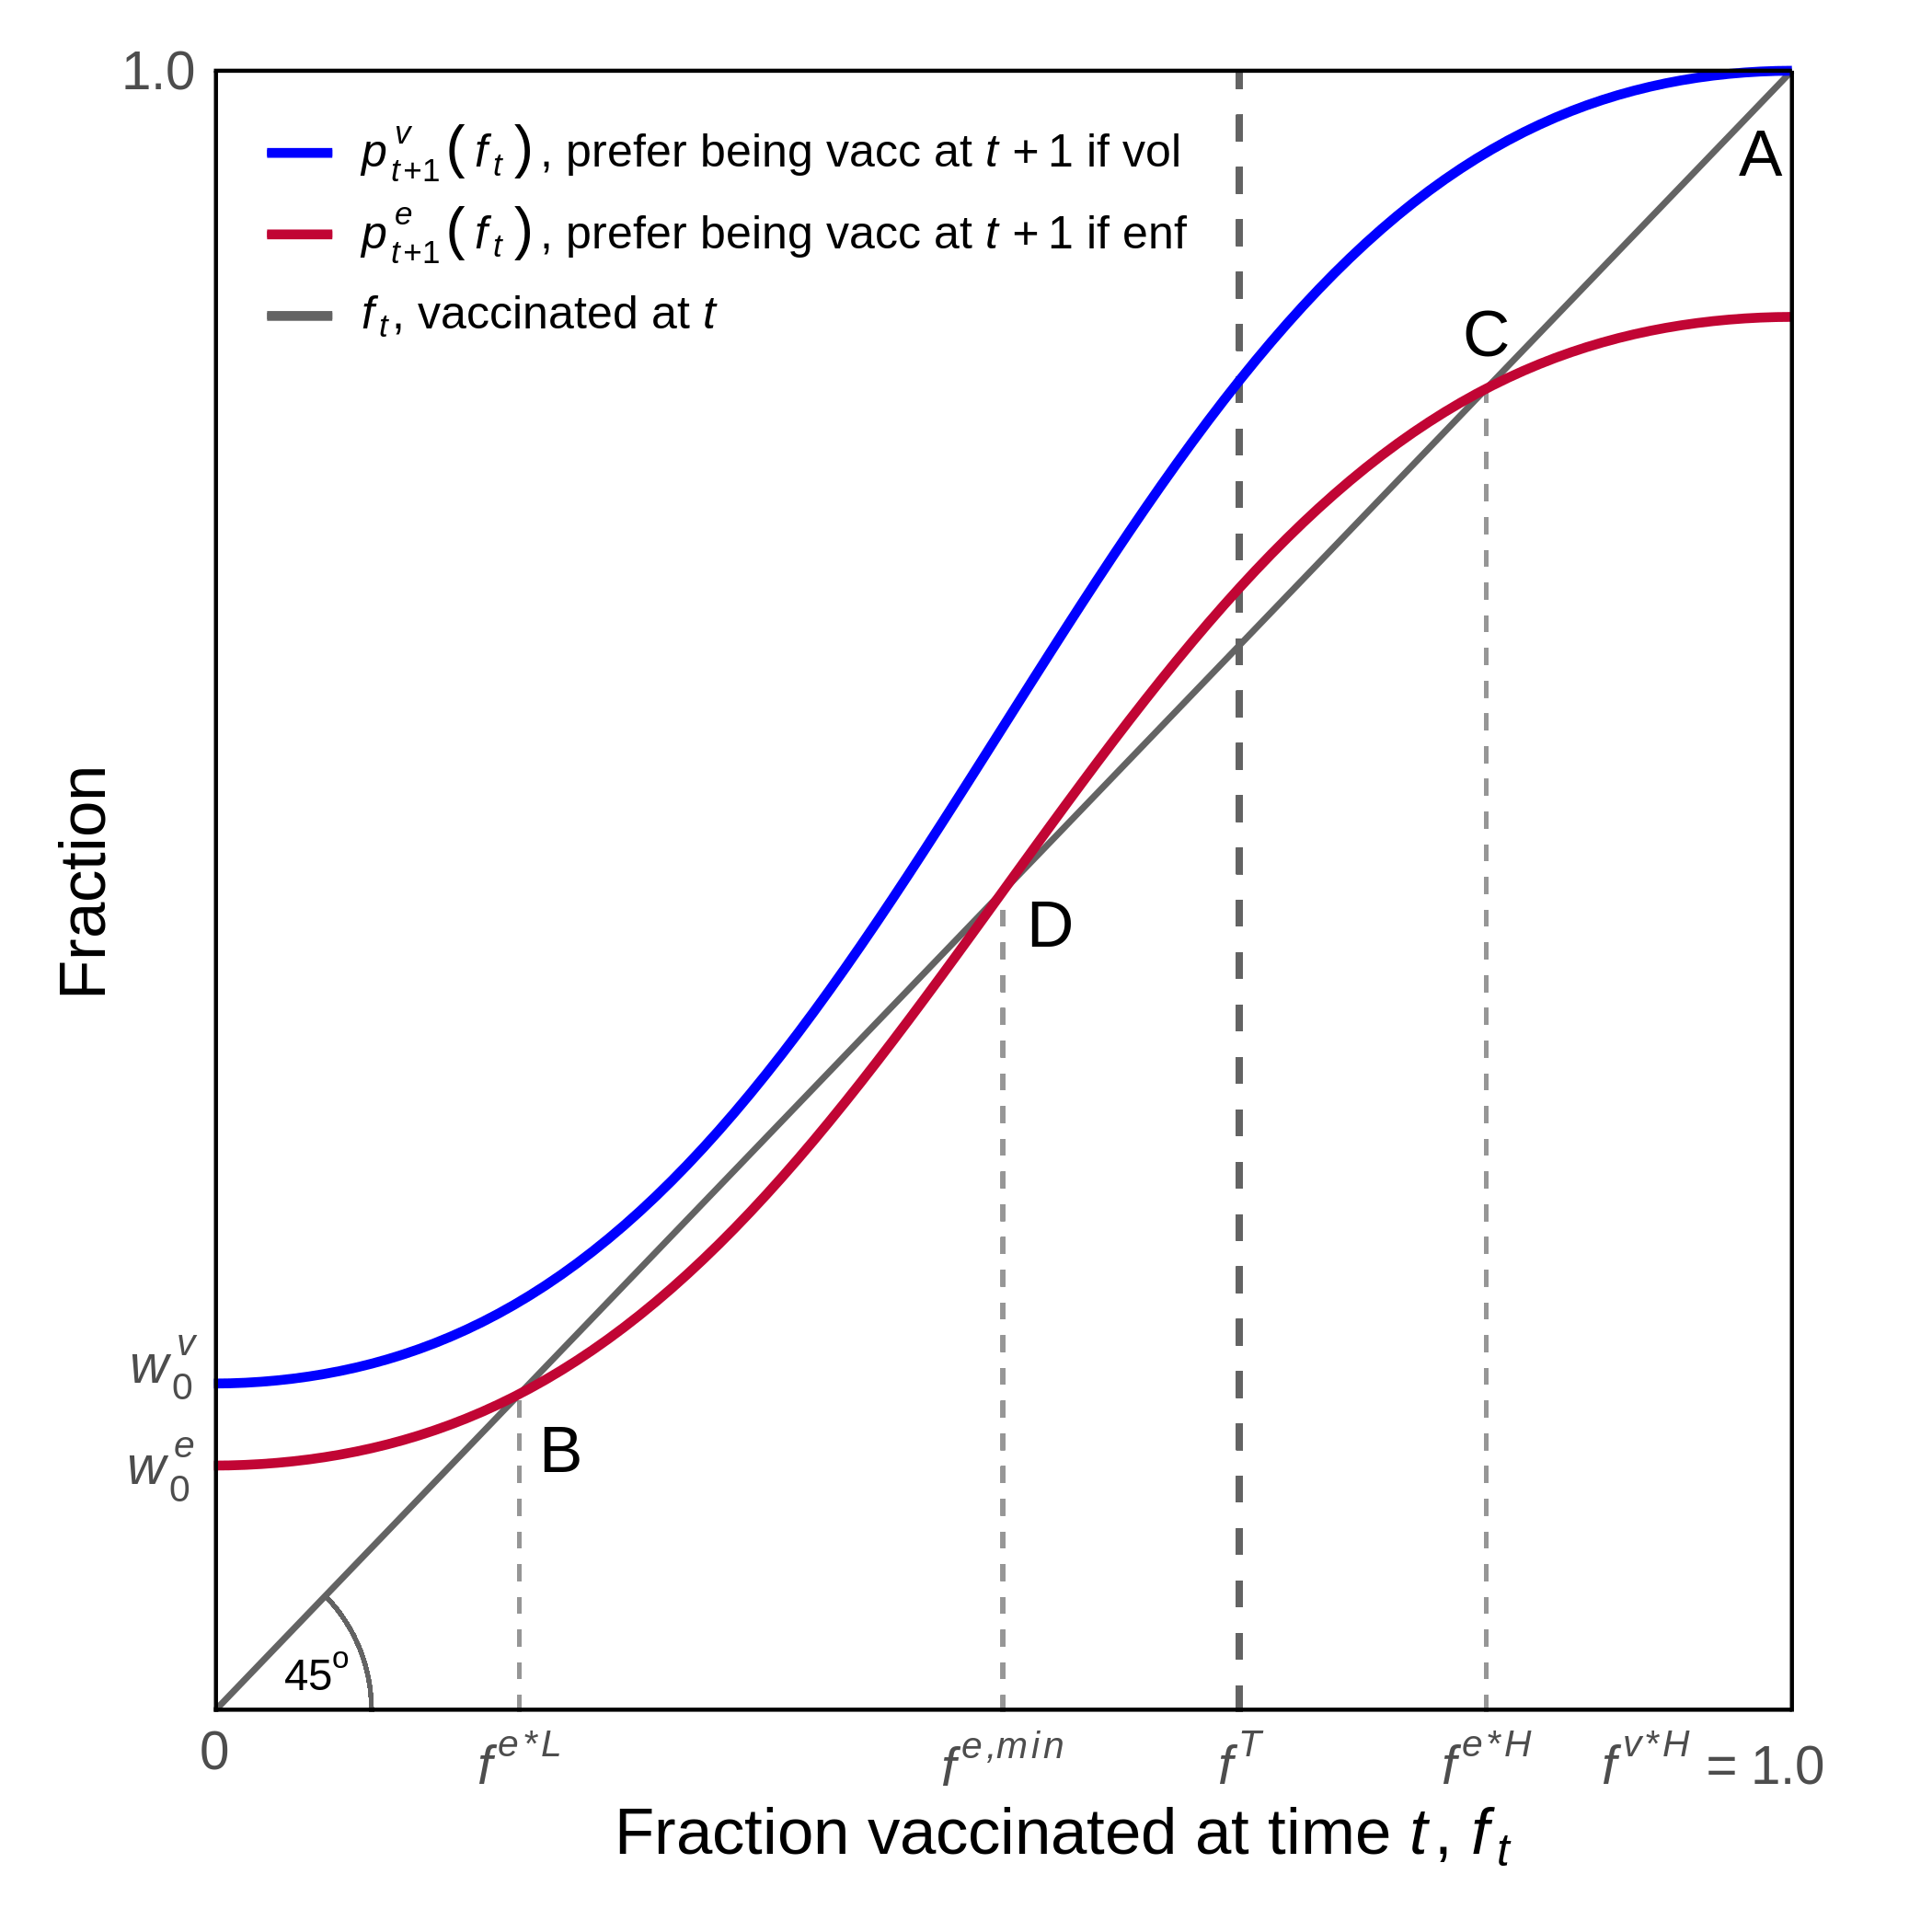 1.0
p^v_{t+1}(f_t), prefer being vacc at t + 1 if vol
p^e_{t+1}(f_t), prefer being vacc at t + 1 if enf
f_t, vaccinated at t
A
C
D
B
Fraction
w^v_0
w^e_0
45°
0
f^{e*L}
f^{e,min}
f^T
f^{e*H}
f^{v*H} = 1.0
Fraction vaccinated at time t, f_t